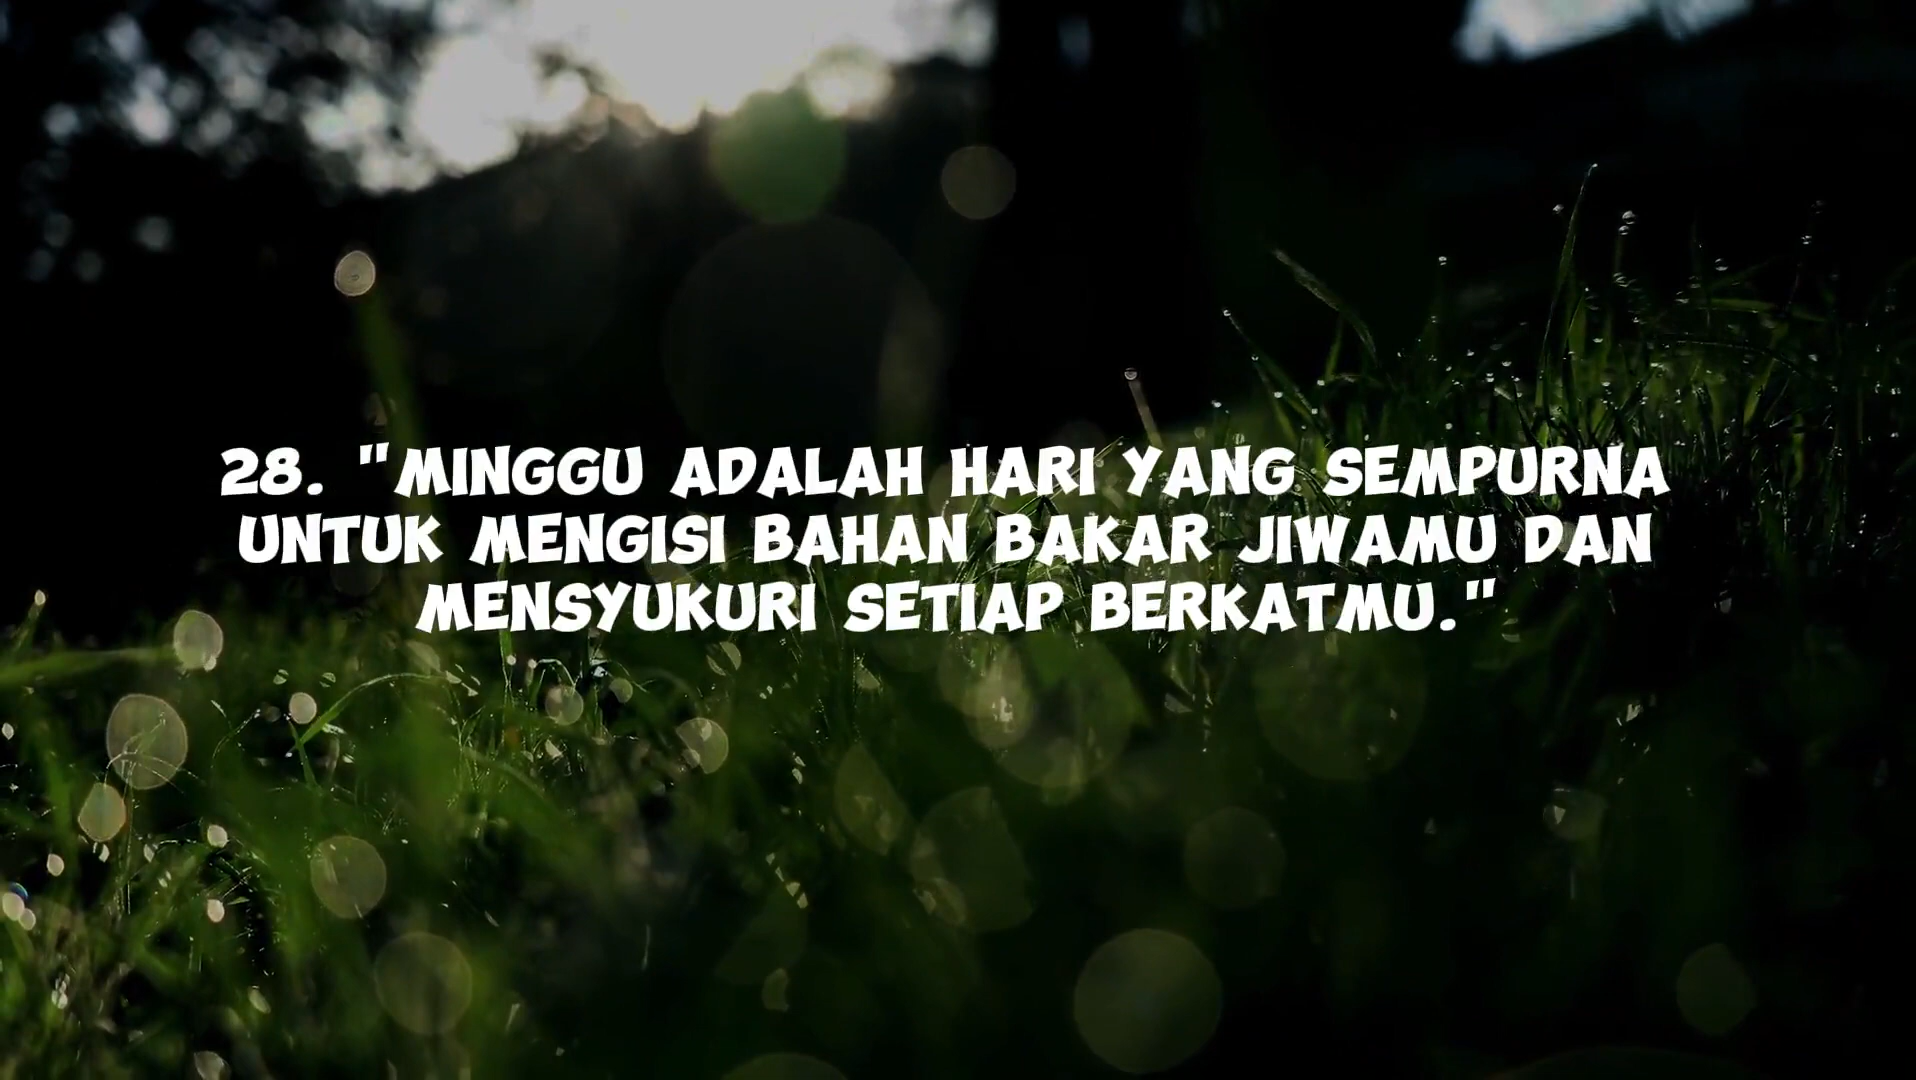 28. "MINGGU ADALAH HARI YANG SEMPURNA
UNTUK MENGISI BAHAN BAKAR JIWAMU DAN
MENSYUKURI SETIAP BERKATMU."